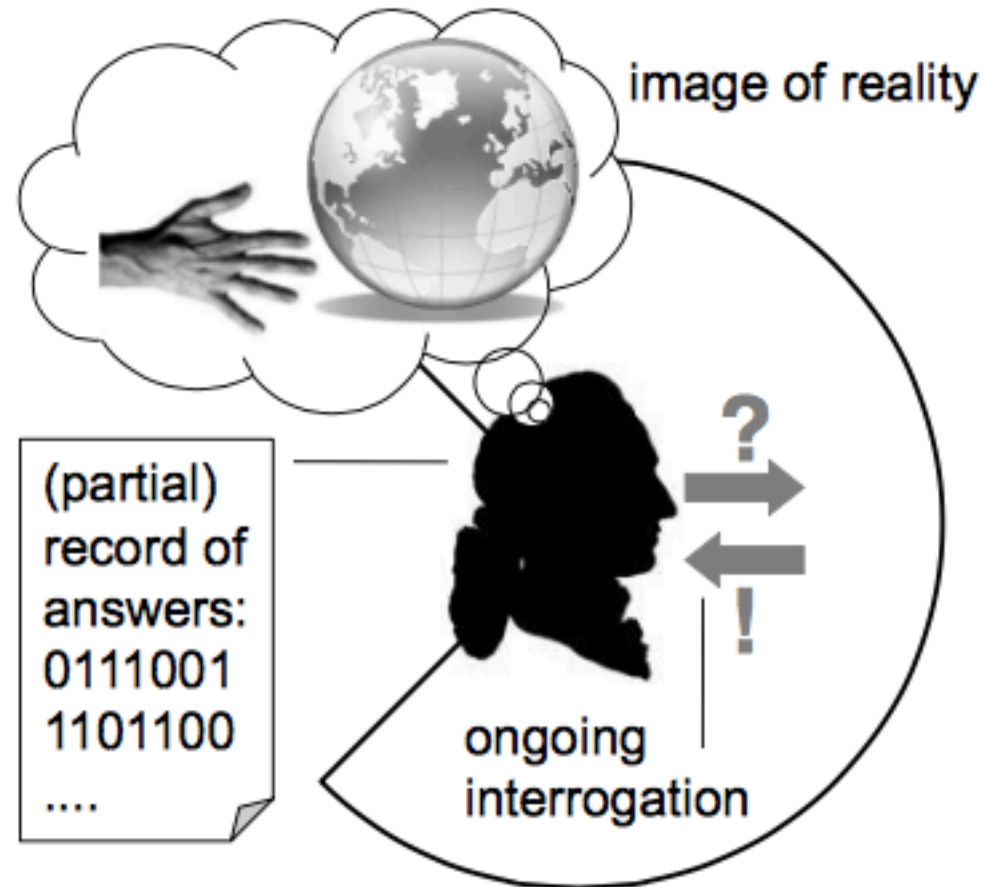 image of reality
(partial)
record of
answers:
0111001
1101100
....
?
!
ongoing
interrogation